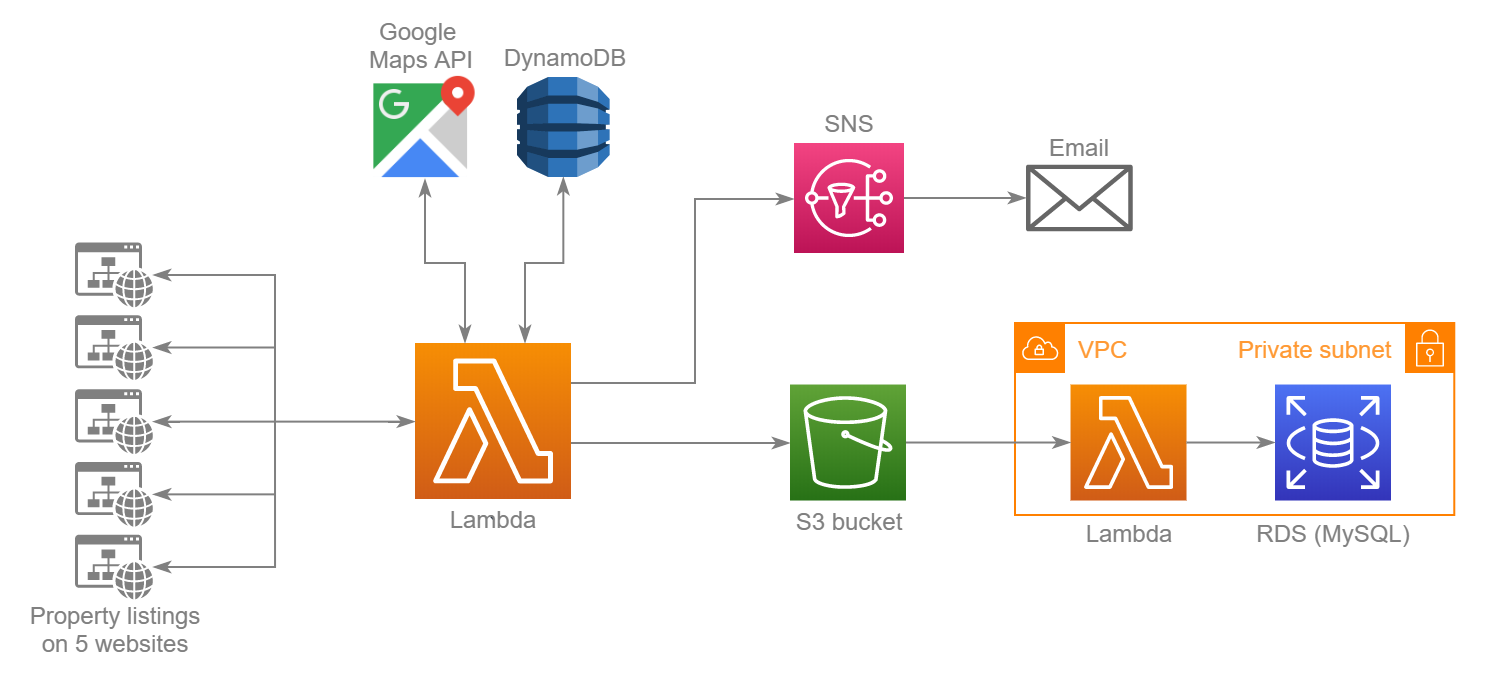 Google
Maps API
DynamoDB
SNS
Email
VPC
Private subnet
Lambda
S3 bucket
Lambda
RDS (MySQL)
Property listings
on 5 websites